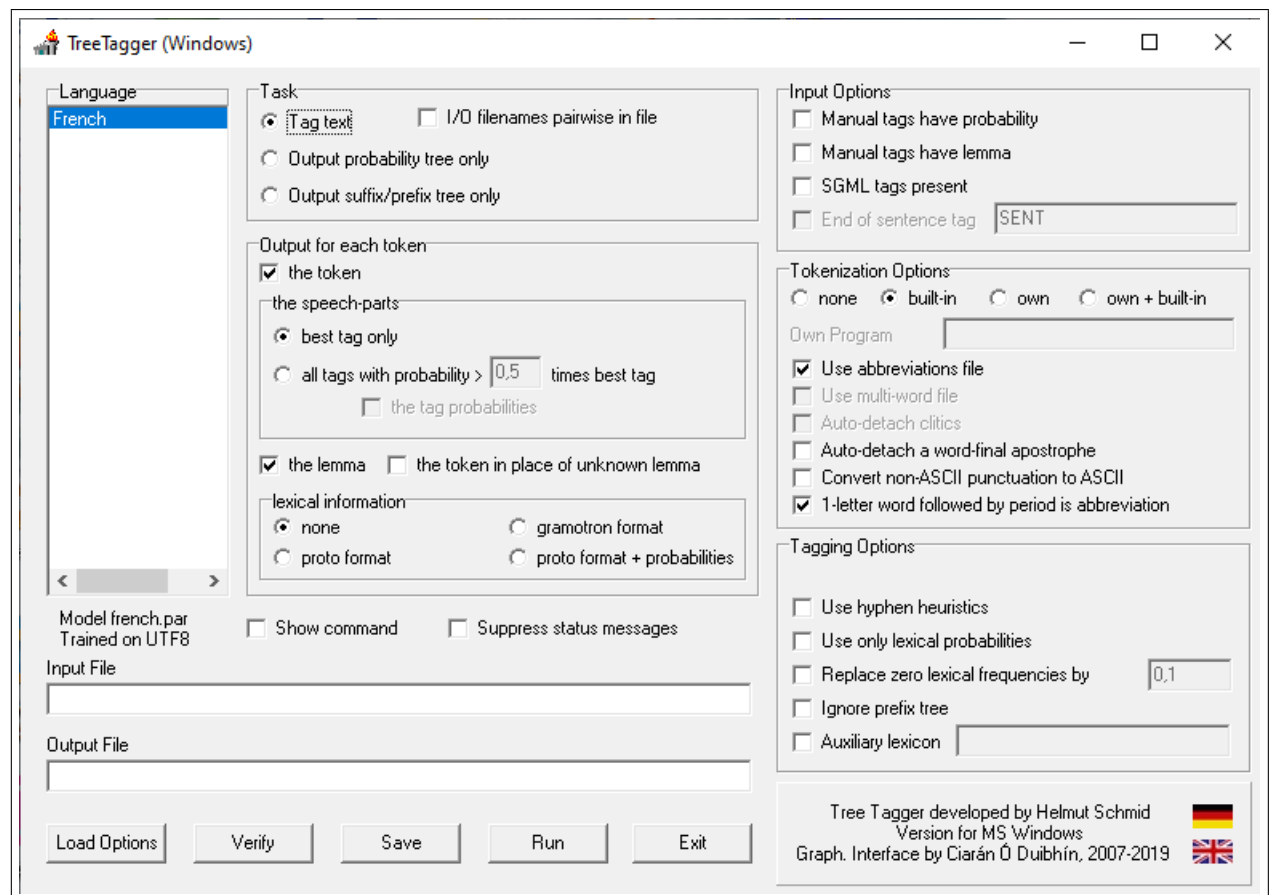 TreeTagger (Windows)
Language
French
Model french.par
Trained on UTF8
Task
Tag text
I/O filenames pairwise in file
Output probability tree only
Output suffix/prefix tree only
Output for each token
the token
the speech-parts
best tag only
all tags with probability > 0,5 times best tag
the tag probabilities
the lemma the token in place of unknown lemma
lexical information
none gramotron format
proto format proto format + probabilities
Show command Suppress status messages
Input File
Output File
Load Options Verify Save Run Exit
Input Options
Manual tags have probability
Manual tags have lemma
SGML tags present
End of sentence tag SENT
Tokenization Options
none built-in own own + built-in
Own Program
Use abbreviations file
Use multi-word file
Auto-detach clitics
Auto-detach a word-final apostrophe
Convert non-ASCII punctuation to ASCII
1-letter word followed by period is abbreviation
Tagging Options
Use hyphen heuristics
Use only lexical probabilities
Replace zero lexical frequencies by 0,1
Ignore prefix tree
Auxiliary lexicon
Tree Tagger developed by Helmut Schmid
Version for MS Windows
Graph. Interface by Ciarán Ó Duibhín, 2007-2019